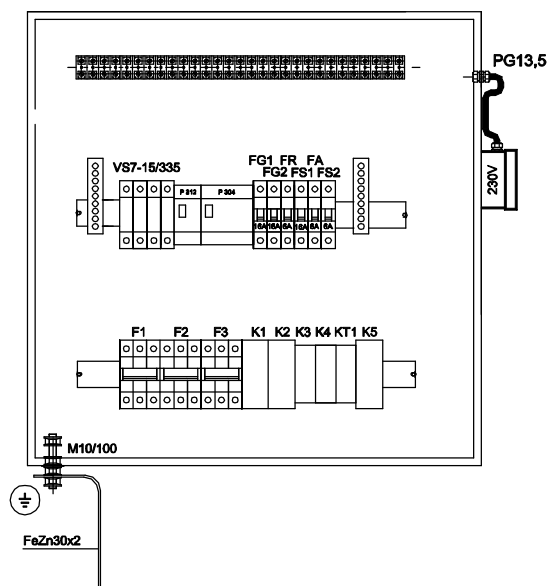 PG13,5
230V
FG1 FR FA
FG2 FS1 FS2
VS7-15/335
P 312
P 304
16A 16A 6A 16A 6A 6A
F1 F2 F3 K1 K2 K3 K4 KT1 K5
M10/100
FeZn30x2